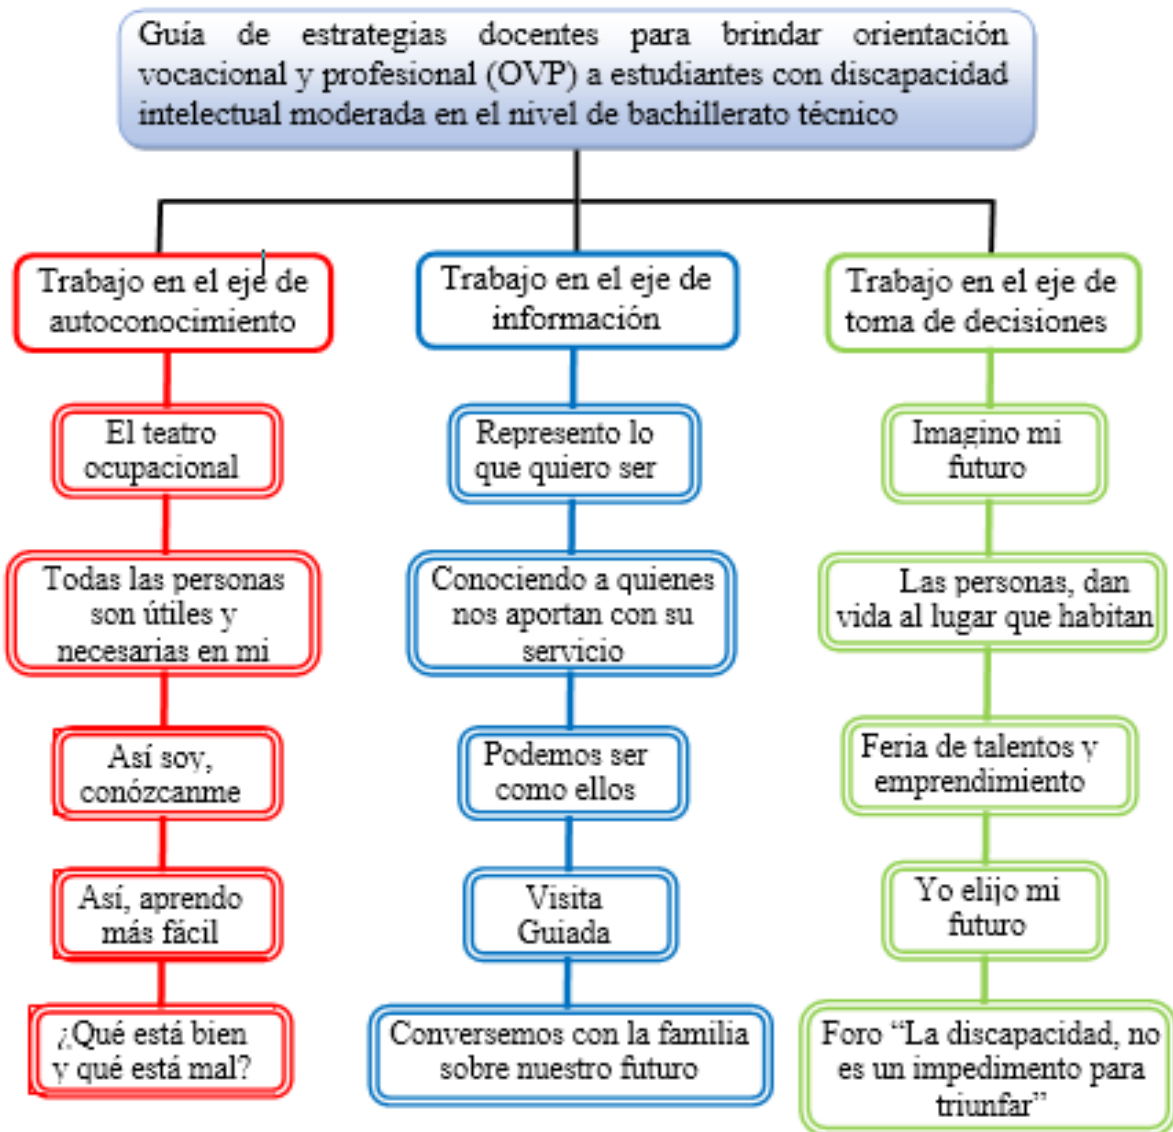 Guía de estrategias docentes para brindar orientación
vocacional y profesional (OVP) a estudiantes con discapacidad
intelectual moderada en el nivel de bachillerato técnico
Trabajo en el eje de
autoconocimiento
El teatro
ocupacional
Todas las personas
son útiles y
necesarias en mi
Así soy,
conózcanme
Así, aprendo
más fácil
¿Qué está bien
y qué está mal?
Trabajo en el eje de
información
Represento lo
que quiero ser
Conociendo a quienes
nos aportan con su
servicio
Podemos ser
como ellos
Visita
Guiada
Conversemos con la familia
sobre nuestro futuro
Trabajo en el eje de
toma de decisiones
Imagino mi
futuro
Las personas, dan
vida al lugar que habitan
Feria de talentos y
emprendimiento
Yo elijo mi
futuro
Foro “La discapacidad, no
es un impedimento para
triunfar”